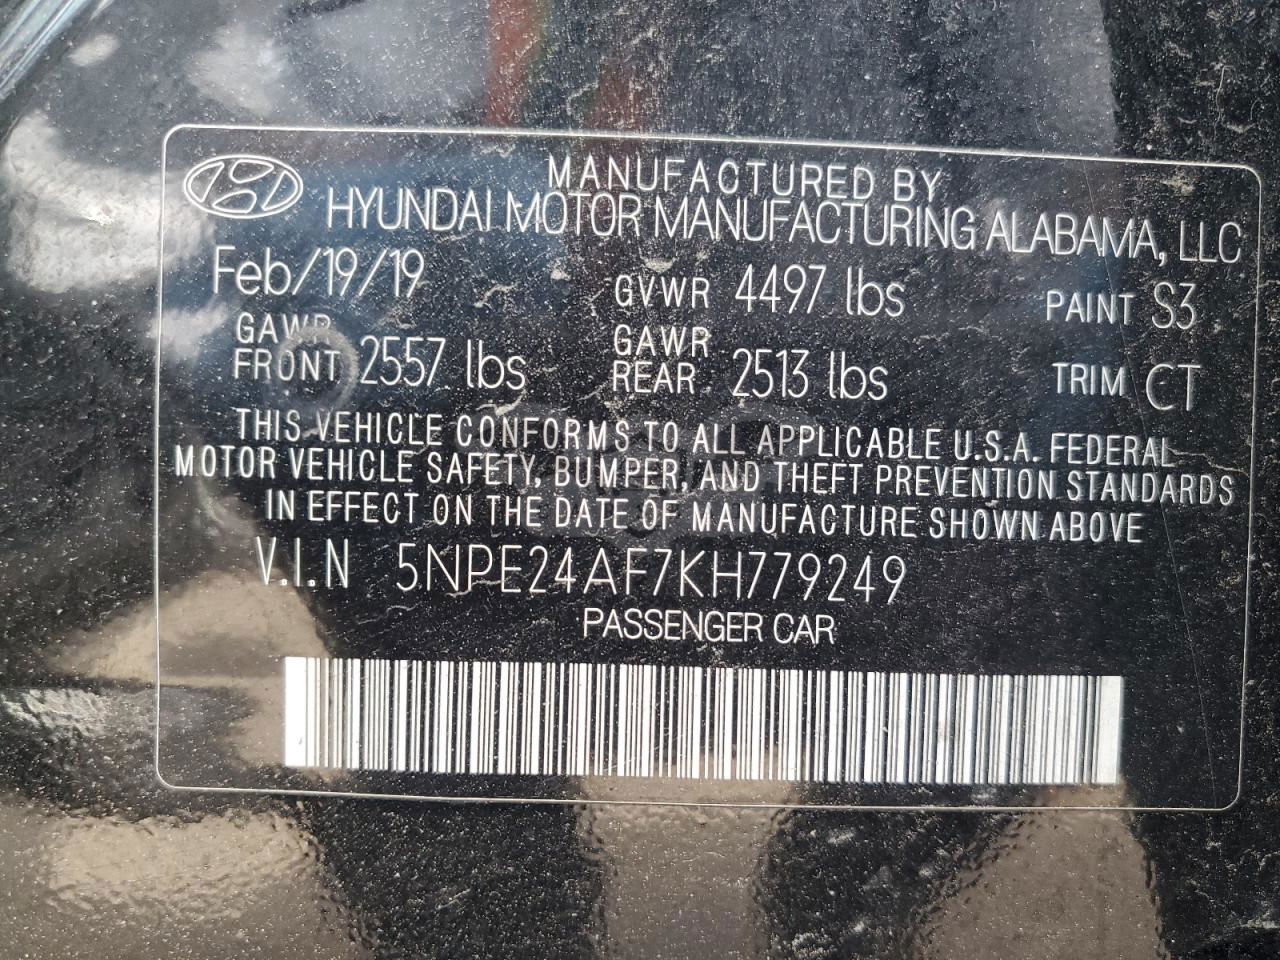 MANUFACTURED BY
HYUNDAI MOTOR MANUFACTURING ALABAMA, LLC
Feb/19/19 GVWR 4497 lbs PAINT S3
GAWR FRONT 2557 lbs GAWR REAR 2513 lbs TRIM CT
THIS VEHICLE CONFORMS TO ALL APPLICABLE U.S.A. FEDERAL
MOTOR VEHICLE SAFETY, BUMPER, AND THEFT PREVENTION STANDARDS
IN EFFECT ON THE DATE OF MANUFACTURE SHOWN ABOVE
V.I.N 5NPE24AF7KH779249
PASSENGER CAR